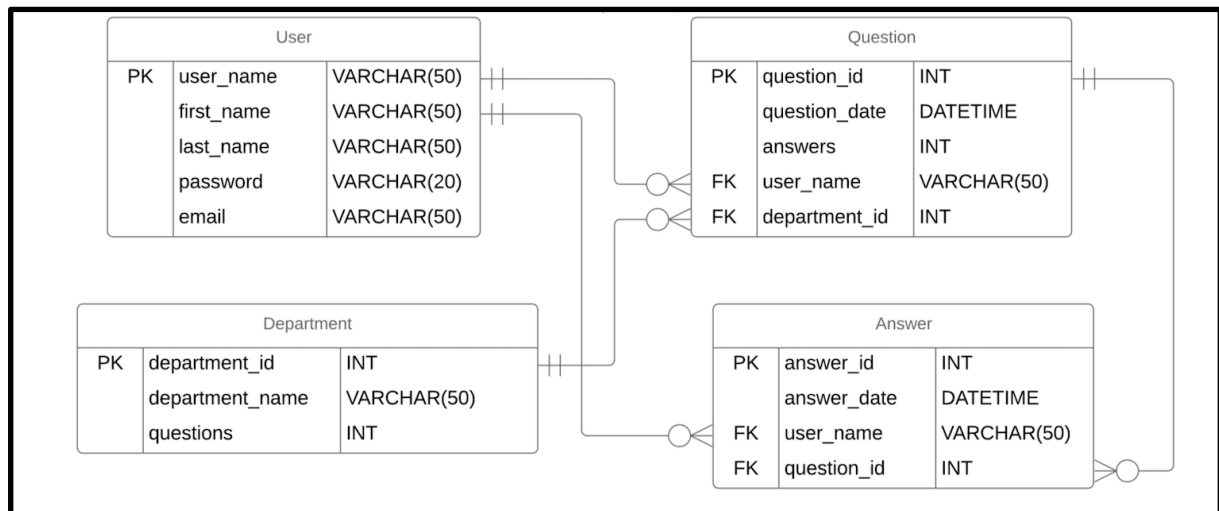 User
PK user_name VARCHAR(50)
first_name VARCHAR(50)
last_name VARCHAR(50)
password VARCHAR(20)
email VARCHAR(50)
Question
PK question_id INT
question_date DATETIME
answers INT
FK user_name VARCHAR(50)
FK department_id INT
Department
PK department_id INT
department_name VARCHAR(50)
questions INT
Answer
PK answer_id INT
answer_date DATETIME
FK user_name VARCHAR(50)
FK question_id INT